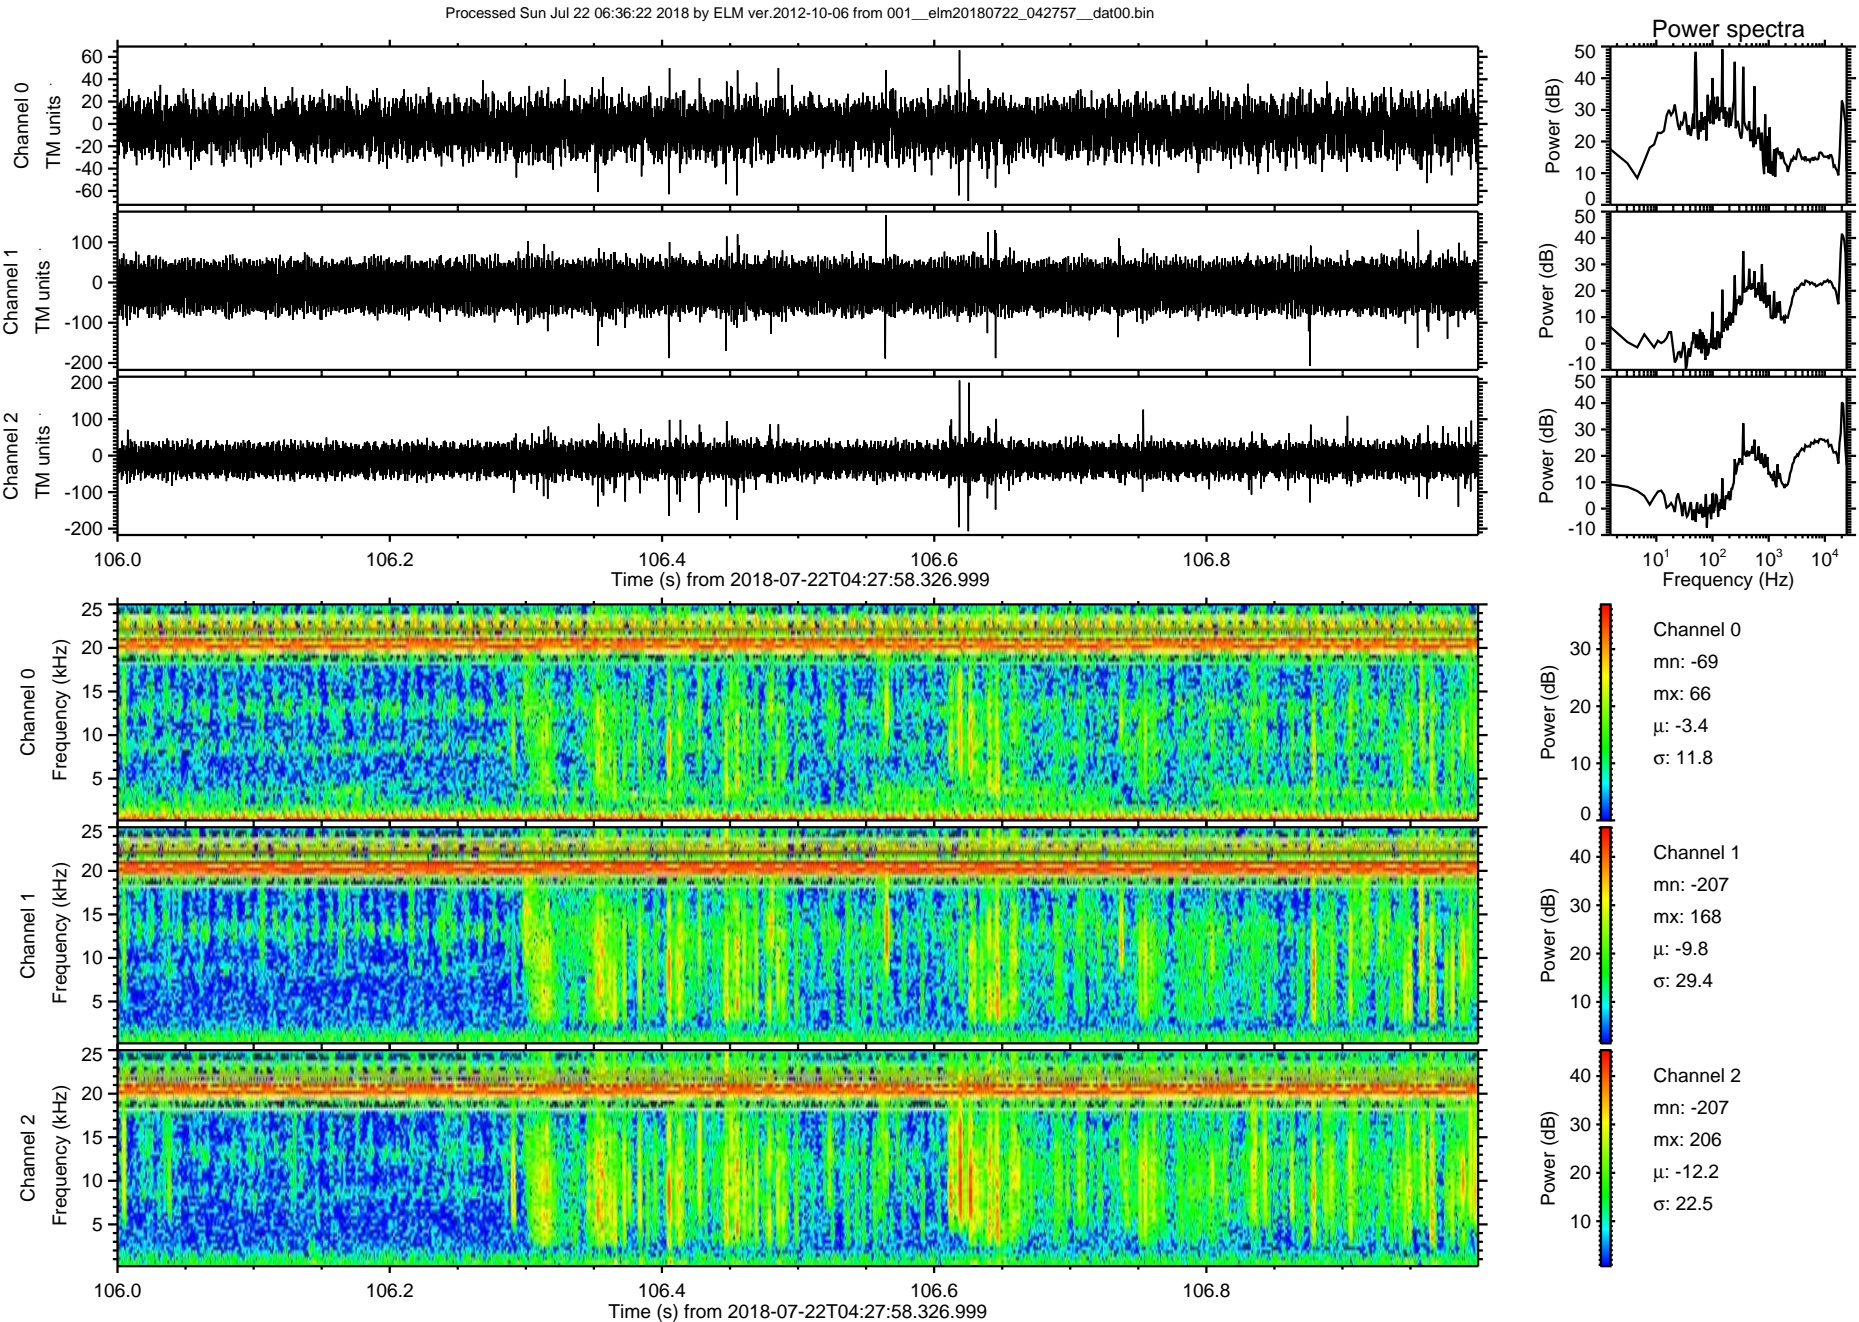 Processed Sun Jul 22 06:36:22 2018 by ELM ver.2012-10-06 from 001__elm20180722_042757__dat00.bin
Power spectra
Channel 0
TM units
60
40
20
0
-20
-40
-60
Power (dB)
50
40
30
20
10
0
Channel 1
TM units
100
0
-100
-200
Power (dB)
50
40
30
20
10
0
-10
Channel 2
TM units
200
100
0
-100
-200
Power (dB)
50
40
30
20
10
0
-10
106.0 106.2 106.4 106.6 106.8
Time (s) from 2018-07-22T04:27:58.326.999
10^1 10^2 10^3 10^4
Frequency (Hz)
Channel 0
Frequency (kHz)
25
20
15
10
5
Power (dB)
30
20
10
0
Channel 0
mn: -69
mx: 66
μ: -3.4
σ: 11.8
Channel 1
Frequency (kHz)
25
20
15
10
5
Power (dB)
40
30
20
10
Channel 1
mn: -207
mx: 168
μ: -9.8
σ: 29.4
Channel 2
Frequency (kHz)
25
20
15
10
5
Power (dB)
40
30
20
10
Channel 2
mn: -207
mx: 206
μ: -12.2
σ: 22.5
106.0 106.2 106.4 106.6 106.8
Time (s) from 2018-07-22T04:27:58.326.999